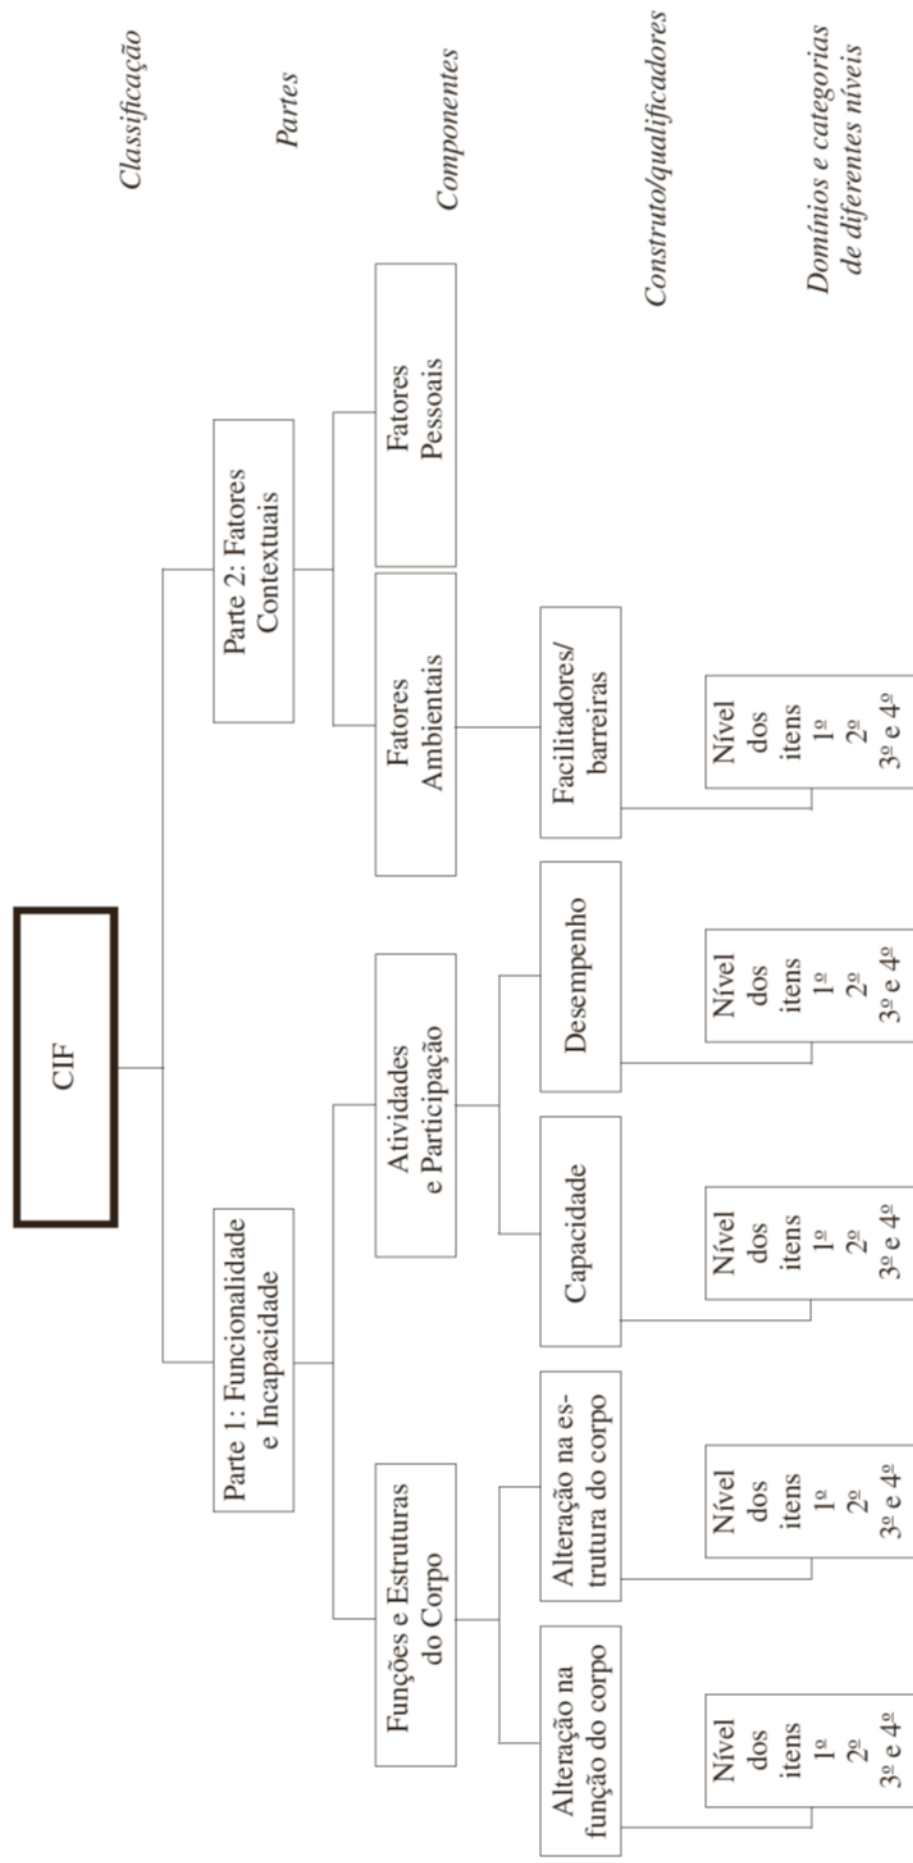 CIF
Classificação
Parte 1: Funcionalidade
e Incapacidade
Parte 2: Fatores
Contextuais
Partes
Funções e Estruturas
do Corpo
Atividades
e Participação
Fatores
Ambientais
Fatores
Pessoais
Componentes
Alteração na
função do corpo
Alteração na es-
trutura do corpo
Capacidade
Desempenho
Facilitadores/
barreiras
Construto/qualificadores
Nível
dos
itens
1º
2º
3º e 4º
Nível
dos
itens
1º
2º
3º e 4º
Nível
dos
itens
1º
2º
3º e 4º
Nível
dos
itens
1º
2º
3º e 4º
Nível
dos
itens
1º
2º
3º e 4º
Domínios e categorias
de diferentes níveis